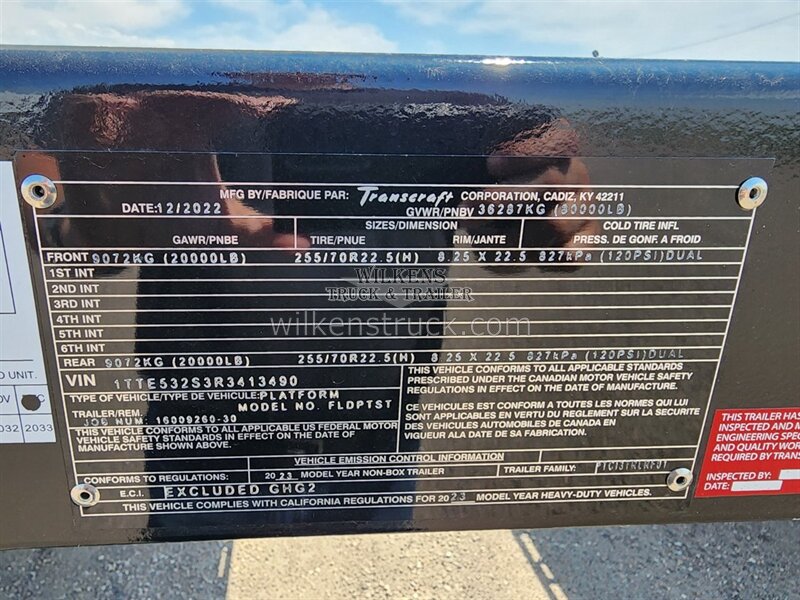 MFG BY/FABRIQUE PAR: Transcraft CORPORATION, CADIZ, KY 42211
DATE: 12/2022 GVWR/PNBV 36287KG (80000LB)
SIZES/DIMENSION COLD TIRE INFL
GAWR/PNBE TIRE/PNUE RIM/JANTE PRESS. DE GONF. A FROID
FRONT 9072KG (20000LB) 255/70R22.5(H) 8.25 X 22.5 827kPa (120PSI)DUAL
1ST INT
2ND INT
3RD INT
4TH INT
5TH INT
6TH INT
WILKENS
TRUCK & TRAILER
wilkenstruck.com
REAR 9072KG (20000LB) 255/70R22.5(H) 8.25 X 22.5 827kPa (120PSI)DUAL
VIN 1TTE532S3R3413490
TYPE OF VEHICLE/TYPE DE VEHICULE: PLATFORM
TRAILER/REM. MODEL NO. FLDPTST
JOB NUM: 16009260-30
THIS VEHICLE CONFORMS TO ALL APPLICABLE US FEDERAL MOTOR
VEHICLE SAFETY STANDARDS IN EFFECT ON THE DATE OF
MANUFACTURE SHOWN ABOVE.
THIS VEHICLE CONFORMS TO ALL APPLICABLE STANDARDS
PRESCRIBED UNDER THE CANADIAN MOTOR VEHICLE SAFETY
REGULATIONS IN EFFECT ON THE DATE OF MANUFACTURE.
CE VEHICULES EST CONFORM A TOUTES LES NORMES QUI LUI
SONT APPLICABLES EN VERTU DU REGLEMENT SUR LA SECURITE
DES VEHICULES AUTOMOBILES DU CANADA EN
VIGUEUR ALA DATE DE SA FABRICATION.
VEHICLE EMISSION CONTROL INFORMATION
THIS VEHICLE CONFORMS TO REGULATIONS: 2023 MODEL YEAR NON-BOX TRAILER TRAILER FAMILY:
E.C.I. EXCLUDED GHG2
THIS VEHICLE COMPLIES WITH CALIFORNIA REGULATIONS FOR 2023 MODEL YEAR HEAVY-DUTY VEHICLES.
D UNIT.
OV
032 2033
THIS TRAILER HAS
INSPECTED AND M
ENGINEERING SPEC
AND QUALITY WOR
REQUIRED BY TRANS
INSPECTED BY:
DATE: